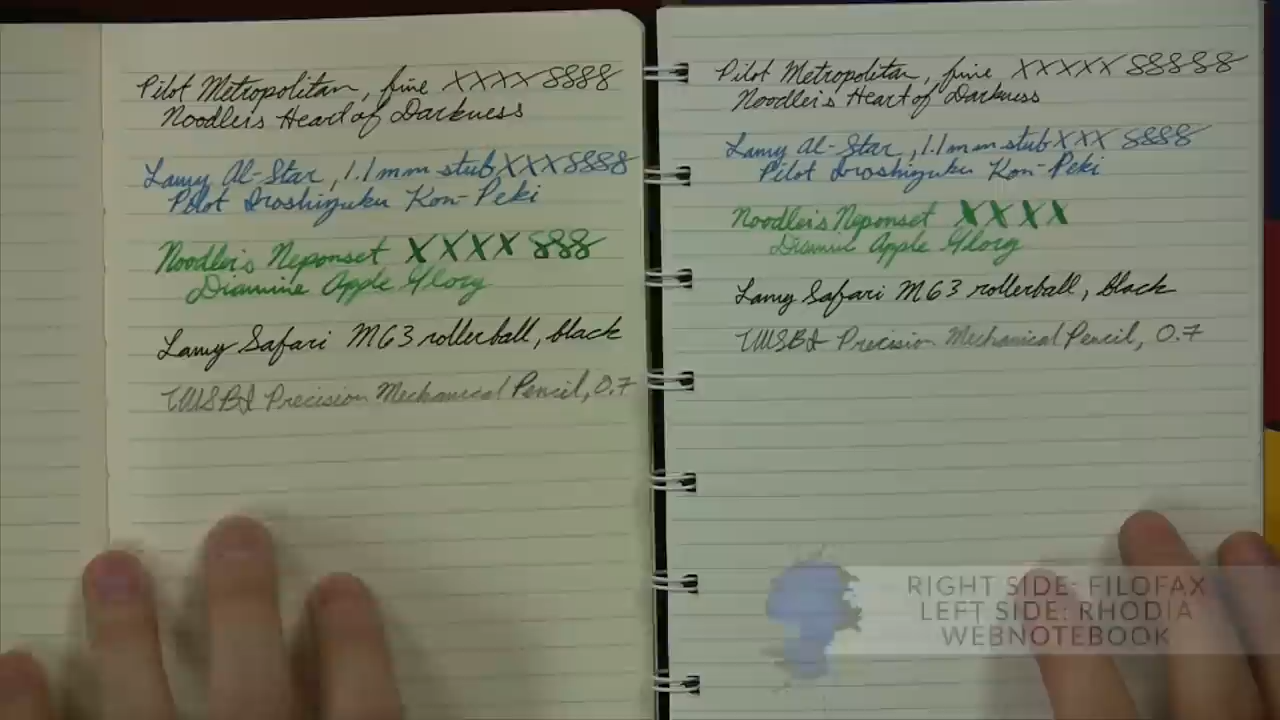 Pilot Metropolitan, fine XXXX 8888
Noodler's Heart of Darkness
Lamy Al-Star, 1.1mm stub XXX 8888
Pilot Iroshizuku Kon-Peki
Noodler's Neponset XXXX 888
Diamine Apple Glory
Lamy Safari M63 rollerball, black
TWSBI Precision Mechanical Pencil, 0.7
Pilot Metropolitan, fine XXXXX 88888
Noodler's Heart of Darkness
Lamy Al-Star, 1.1mm stub XXX 8888
Pilot Iroshizuku Kon-Peki
Noodler's Neponset XXXX
Diamine Apple Glory
Lamy Safari M63 rollerball, black
TWSBI Precision Mechanical Pencil, 0.7
RIGHT SIDE: FILOFAX
LEFT SIDE: RHODIA
WEBNOTEBOOK